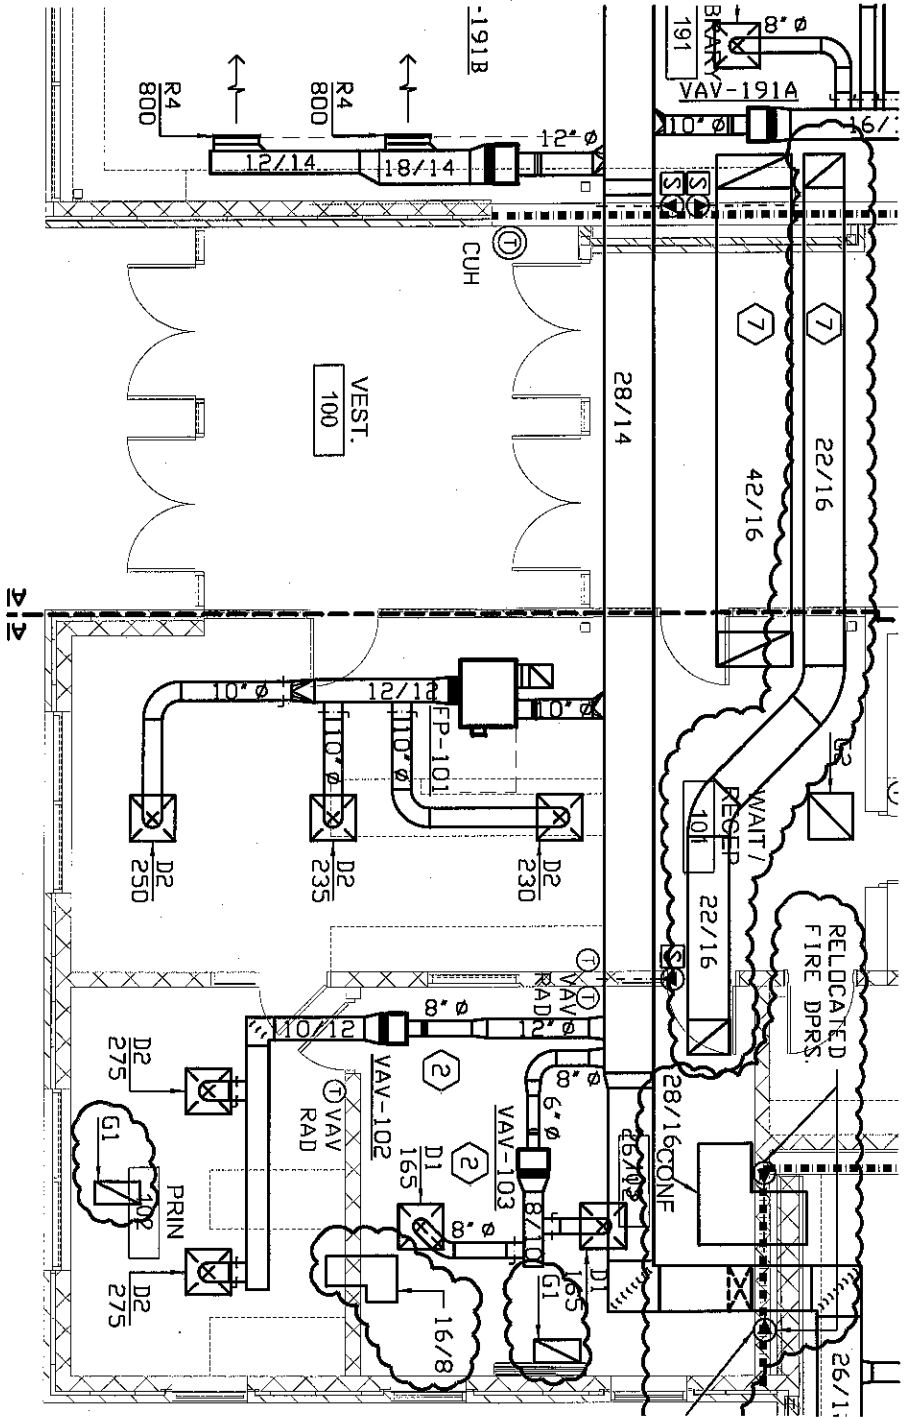 -191B
BRARY
191
8"ø
VAV-191A
R4
800
R4
800
12"ø
10"ø
16/
12/14
18/14
S
S
T
CUH
7
7
VEST.
100
28/14
22/16
42/16
A
A
10"ø
12/12
FP-101
10"ø
10"ø
10"ø
D2
250
D2
235
D2
230
WAIT/
RECEP
101
22/16
S
RELOCATED
FIRE DPRS.
T
T
VAV
RAD
8"ø
12"ø
10/12
VAV-102
2
8"ø
6"ø
28/16
CONF
D2
275
T
VAV
RAD
D1
165
2
VAV-103
G1
102
PRIN
8"ø
8/10
D1
165
G1
D2
275
16/8
26/1